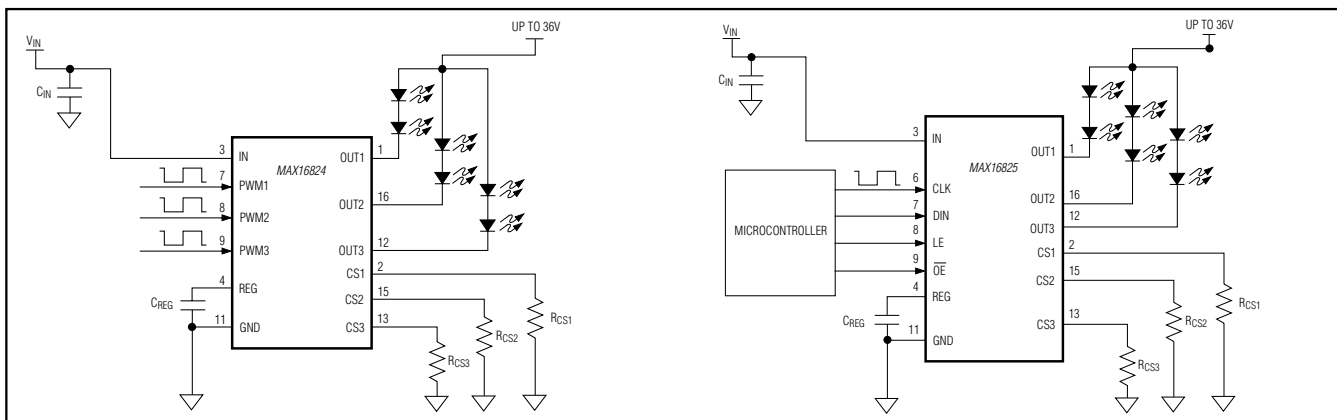 VIN
CIN
UP TO 36V
3
IN
MAX16824
OUT1
1
7
PWM1
8
PWM2
OUT2
16
9
PWM3
OUT3
12
CS1
2
4
REG
CS2
15
CREG
11
GND
CS3
13
RCS3
RCS2
RCS1
VIN
CIN
UP TO 36V
3
IN
MAX16825
OUT1
1
MICROCONTROLLER
6
CLK
OUT2
16
7
DIN
OUT3
12
8
LE
CS1
2
9
O̅E̅
CS2
15
4
REG
CREG
CS3
13
11
GND
RCS3
RCS2
RCS1